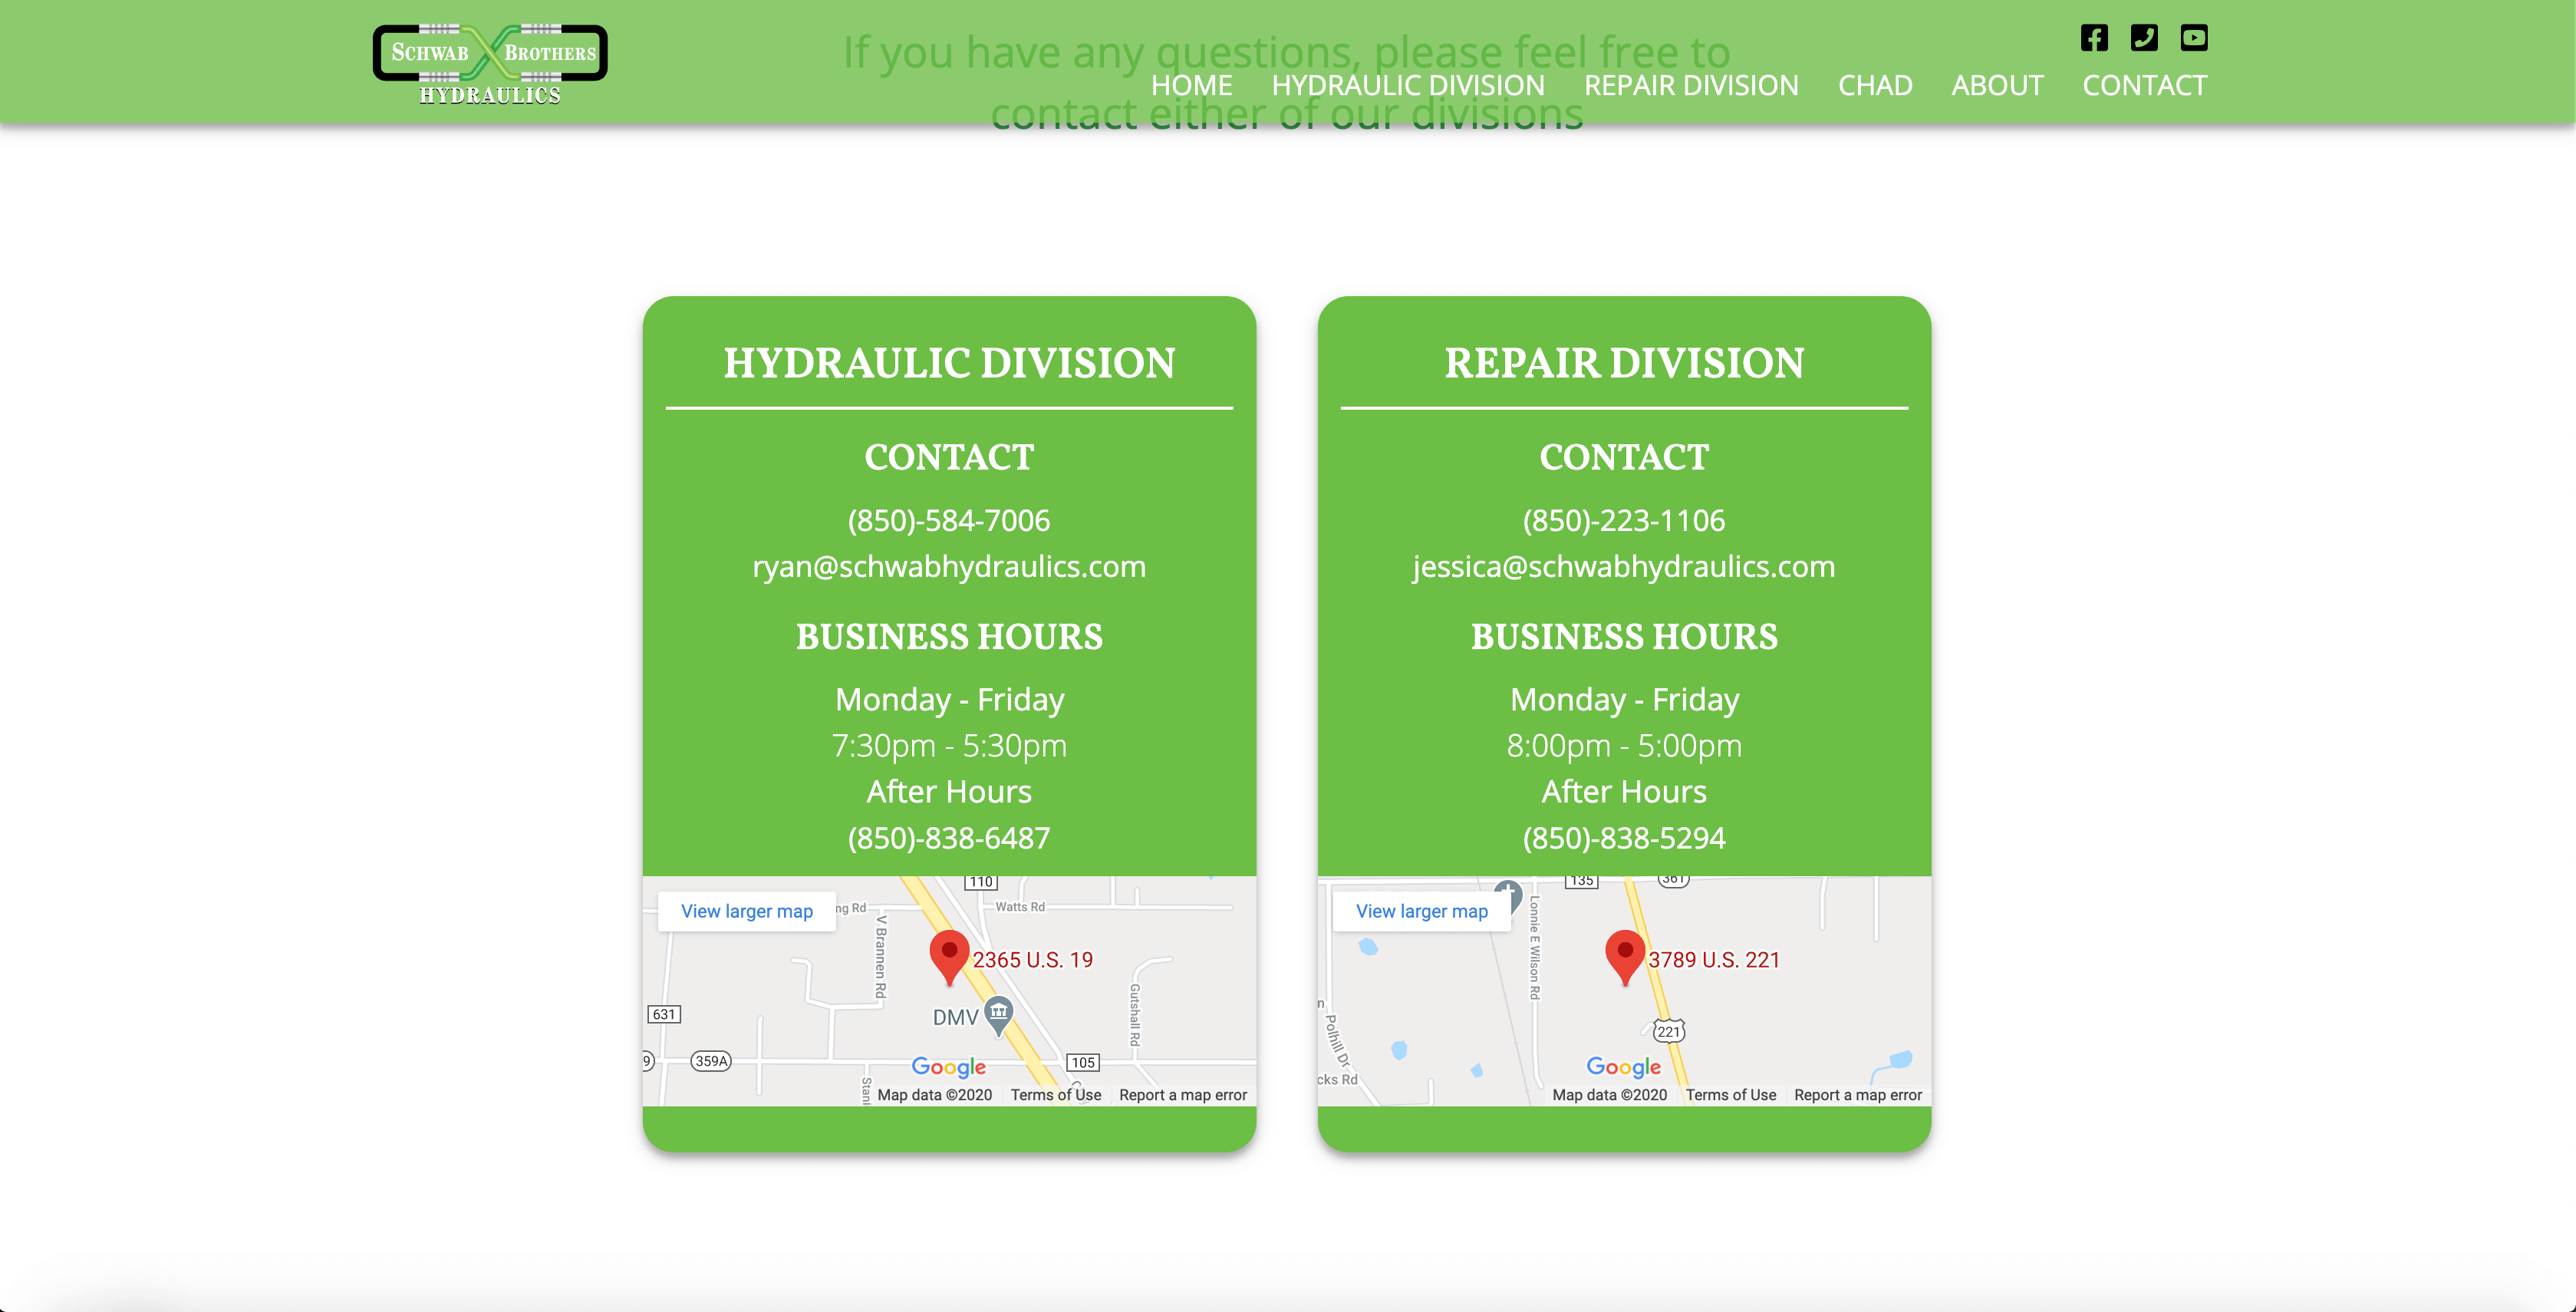 SCHWAB BROTHERS
HYDRAULICS
If you have any questions, please feel free to
contact either of our divisions
HOME HYDRAULIC DIVISION REPAIR DIVISION CHAD ABOUT CONTACT
HYDRAULIC DIVISION
CONTACT
(850)-584-7006
ryan@schwabhydraulics.com
BUSINESS HOURS
Monday - Friday
7:30pm - 5:30pm
After Hours
(850)-838-6487
View larger map
ng Rd
110
Watts Rd
V Brannen Rd
2365 U.S. 19
Gutshall Rd
DMV
631
9
359A
105
Google
Map data ©2020 Terms of Use Report a map error
REPAIR DIVISION
CONTACT
(850)-223-1106
jessica@schwabhydraulics.com
BUSINESS HOURS
Monday - Friday
8:00pm - 5:00pm
After Hours
(850)-838-5294
View larger map
135
361
Lonnie E Wilson Rd
3789 U.S. 221
n
Polhill Dr
221
cks Rd
Google
Map data ©2020 Terms of Use Report a map error